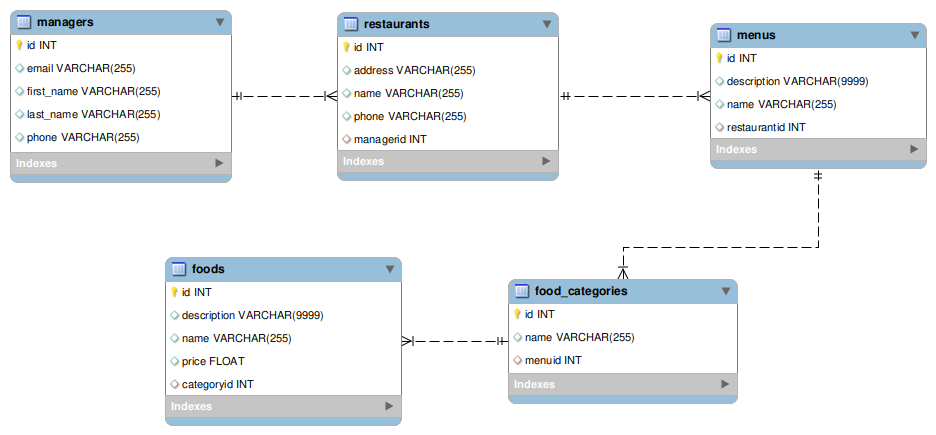 managers
id INT
email VARCHAR(255)
first_name VARCHAR(255)
last_name VARCHAR(255)
phone VARCHAR(255)
Indexes
restaurants
id INT
address VARCHAR(255)
name VARCHAR(255)
phone VARCHAR(255)
managerid INT
Indexes
menus
id INT
description VARCHAR(9999)
name VARCHAR(255)
restaurantid INT
Indexes
foods
id INT
description VARCHAR(9999)
name VARCHAR(255)
price FLOAT
categoryid INT
Indexes
food_categories
id INT
name VARCHAR(255)
menuid INT
Indexes